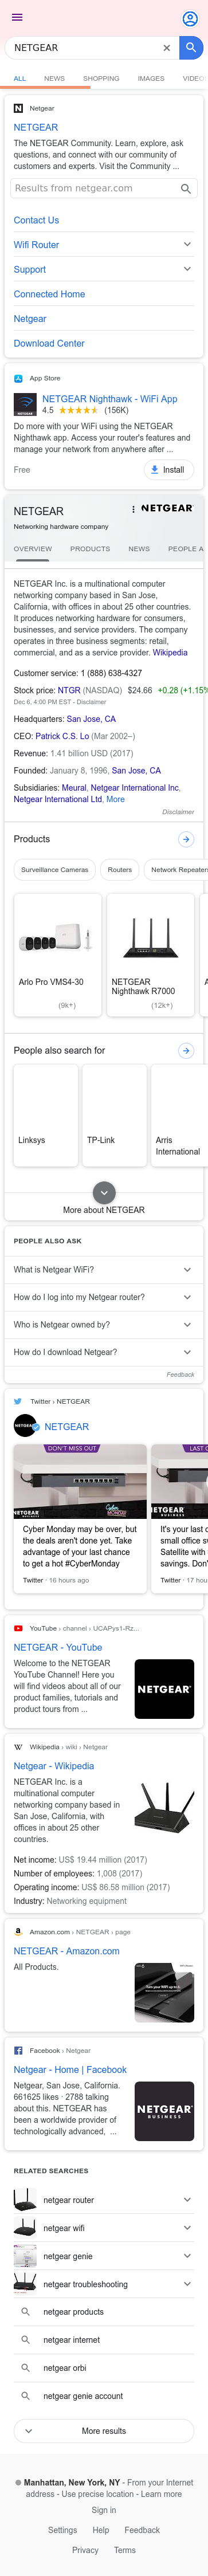 NETGEAR
ALL NEWS SHOPPING IMAGES VIDEO
Netgear
NETGEAR
The NETGEAR Community. Learn, explore, ask
questions, and connect with our community of
customers and experts. Visit the Community ...
Results from netgear.com
Contact Us
Wifi Router
Support
Connected Home
Netgear
Download Center
App Store
NETGEAR Nighthawk - WiFi App
4.5 (156K)
Do more with your WiFi using the NETGEAR
Nighthawk app. Access your router's features and
manage your network from anywhere after ...
Free
Install
NETGEAR
NETGEAR
Networking hardware company
OVERVIEW PRODUCTS NEWS PEOPLE A
NETGEAR Inc. is a multinational computer
networking company based in San Jose,
California, with offices in about 25 other countries.
It produces networking hardware for consumers,
businesses, and service providers. The company
operates in three business segments: retail,
commercial, and as a service provider. Wikipedia
Customer service: 1 (888) 638-4327
Stock price: NTGR (NASDAQ) $24.66 +0.28 (+1.15%
Dec 6, 4:00 PM EST - Disclaimer
Headquarters: San Jose, CA
CEO: Patrick C.S. Lo (Mar 2002–)
Revenue: 1.41 billion USD (2017)
Founded: January 8, 1996, San Jose, CA
Subsidiaries: Meural, Netgear International Inc,
Netgear International Ltd, More
Disclaimer
Products
Surveillance Cameras Routers Network Repeaters
Arlo Pro VMS4-30
(9k+)
NETGEAR
Nighthawk R7000
(12k+)
People also search for
Linksys
TP-Link
Arris
International
More about NETGEAR
PEOPLE ALSO ASK
What is Netgear WiFi?
How do I log into my Netgear router?
Who is Netgear owned by?
How do I download Netgear?
Feedback
Twitter › NETGEAR
NETGEAR
DON'T MISS OUT
Cyber Monday may be over, but
the deals aren't done yet. Take
advantage of your last chance
to get a hot #CyberMonday
Twitter · 16 hours ago
LAST C
NETGEAR
BUSINESS
It's your last c
small office s
Satellite with
savings. Don'
Twitter · 17 hou
YouTube › channel › UCAPys1-Rz...
NETGEAR - YouTube
Welcome to the NETGEAR
YouTube Channel! Here you
will find videos about all of our
product families, tutorials and
product tours from ...
NETGEAR
Wikipedia › wiki › Netgear
Netgear - Wikipedia
NETGEAR Inc. is a
multinational computer
networking company based in
San Jose, California, with
offices in about 25 other
countries.
Net income: US$ 19.44 million (2017)
Number of employees: 1,008 (2017)
Operating income: US$ 86.58 million (2017)
Industry: Networking equipment
Amazon.com › NETGEAR › page
NETGEAR - Amazon.com
All Products.
Facebook › Netgear
Netgear - Home | Facebook
Netgear, San Jose, California.
661625 likes · 2788 talking
about this. NETGEAR has
been a worldwide provider of
technologically advanced, ...
NETGEAR
BUSINESS
RELATED SEARCHES
netgear router
netgear wifi
netgear genie
netgear troubleshooting
netgear products
netgear internet
netgear orbi
netgear genie account
More results
Manhattan, New York, NY - From your Internet
address - Use precise location - Learn more
Sign in
Settings Help Feedback
Privacy Terms